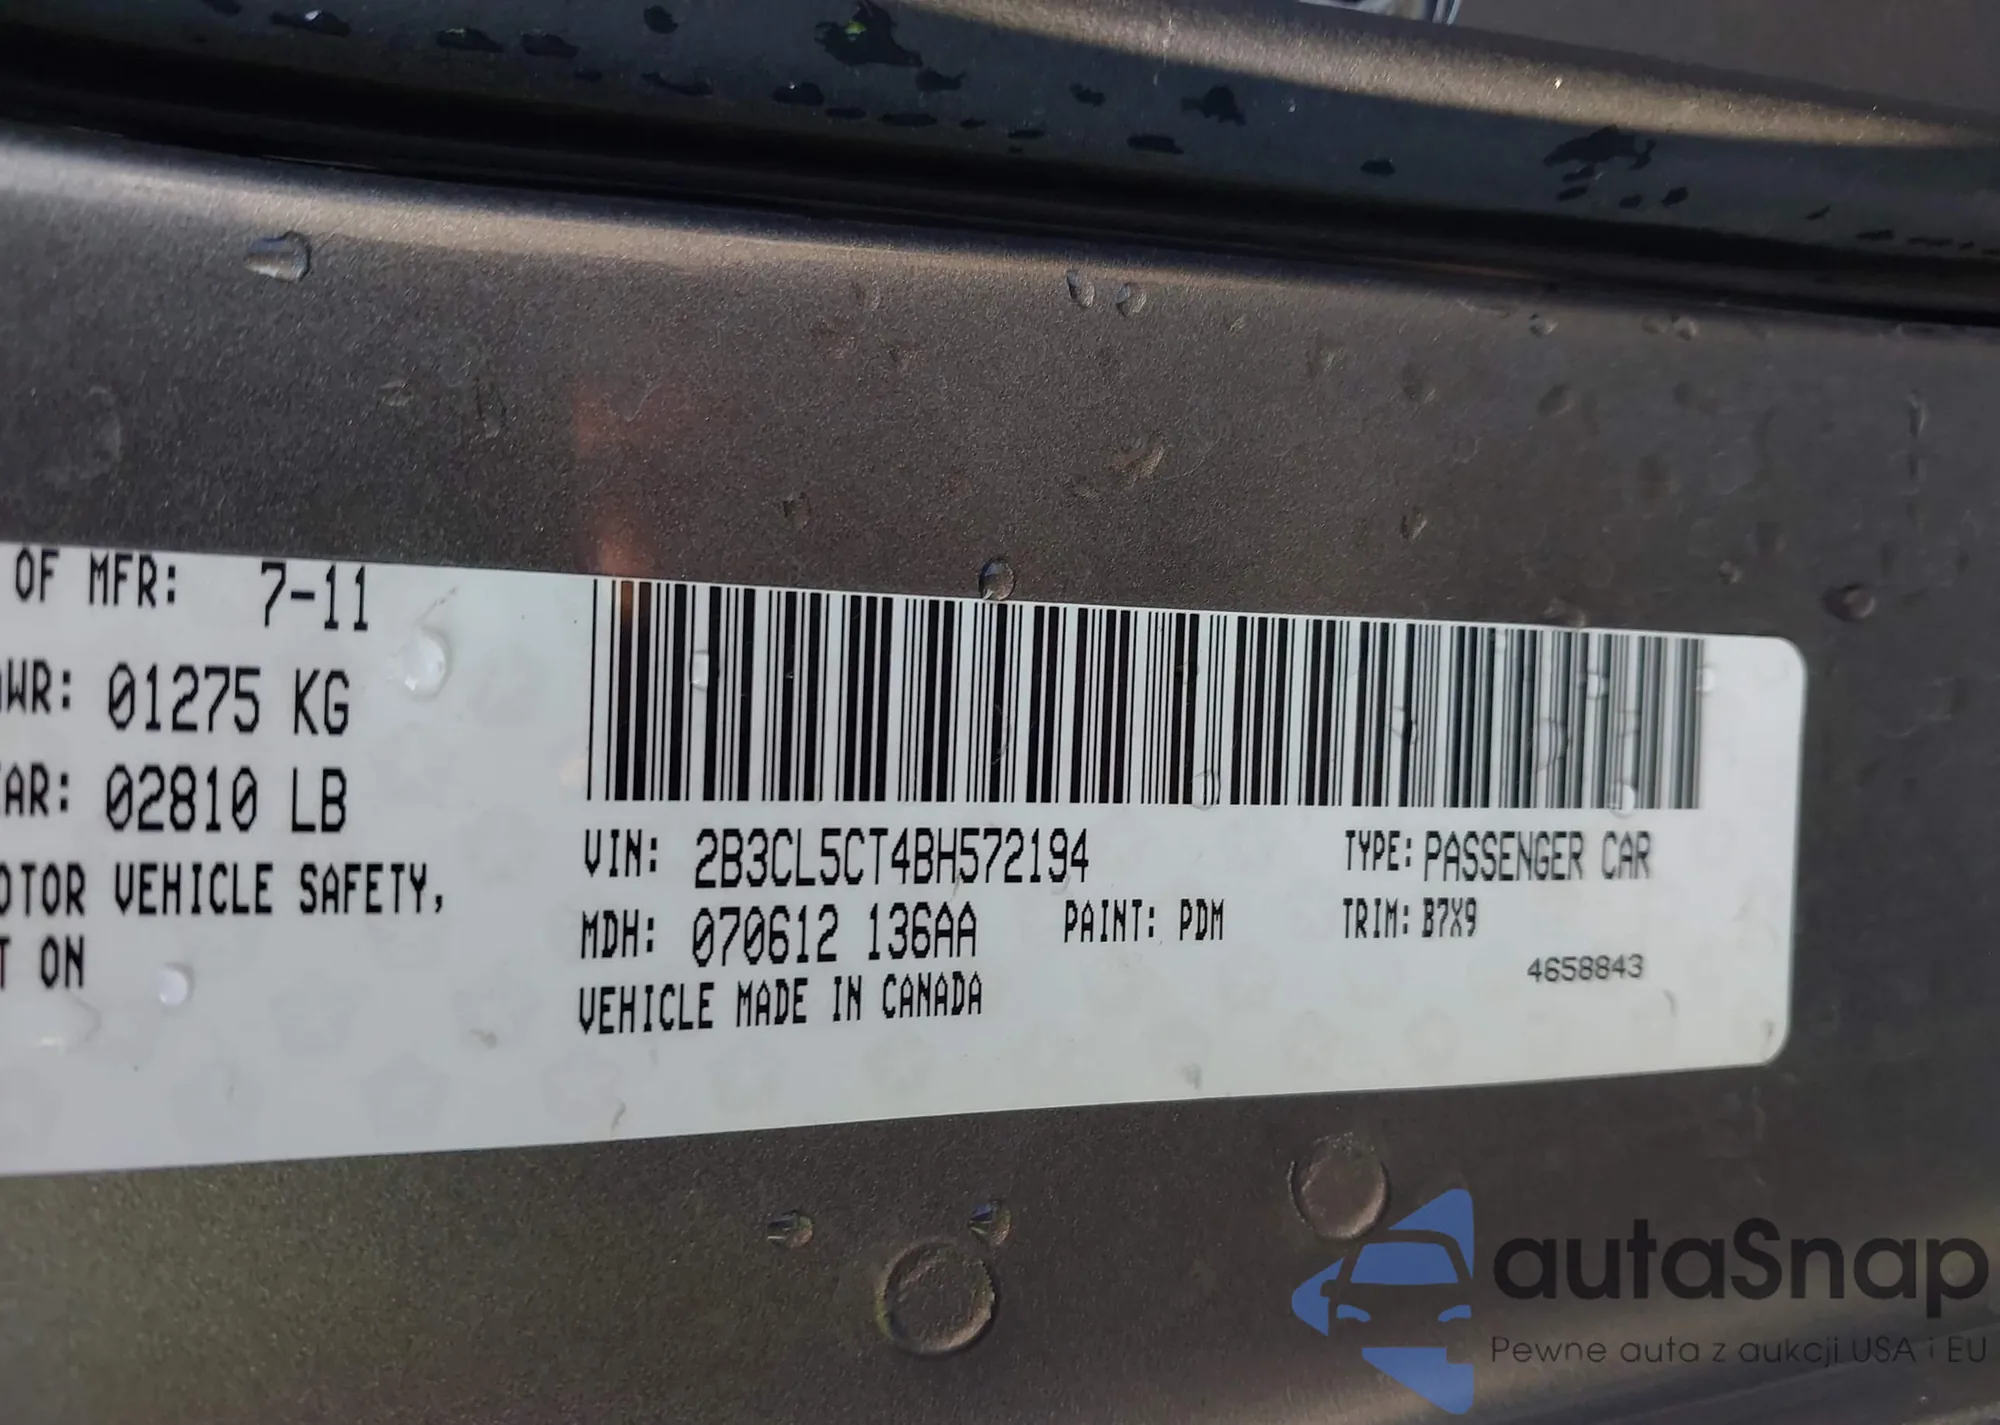 OF MFR: 7-11
WR: 01275 KG
AR: 02810 LB
OTOR VEHICLE SAFETY,
T ON
VIN: 2B3CL5CT4BH572194
TYPE: PASSENGER CAR
MDH: 070612 136AA
PAINT: PDM
TRIM: B7X9
VEHICLE MADE IN CANADA
4658843
autaSnap
Pewne auta z aukcji USA i EU